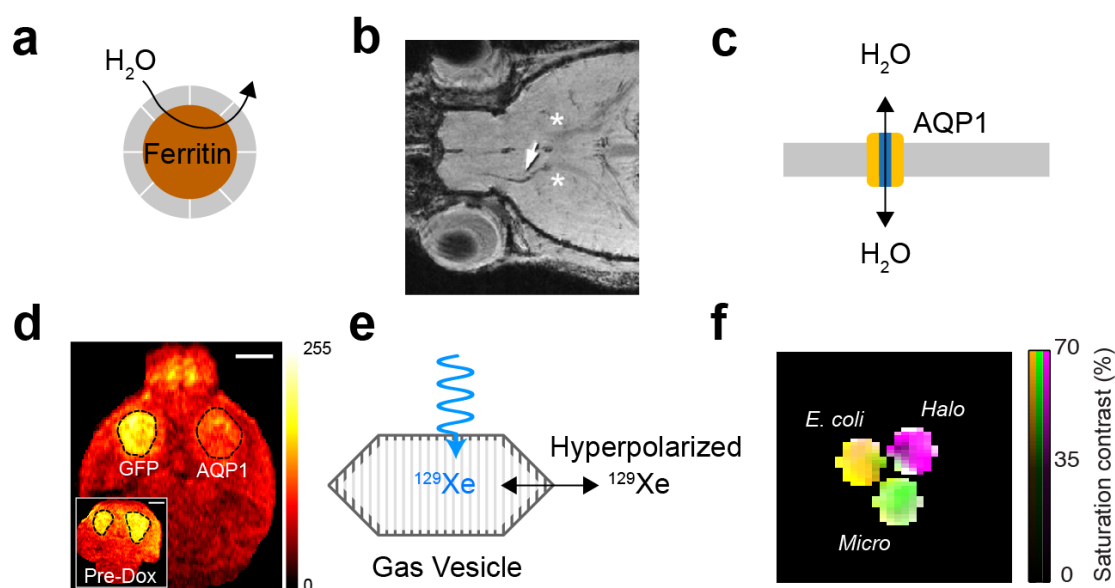 a
H₂O
Ferritin
b
*
*
c
H₂O
AQP1
H₂O
d
255
GFP
AQP1
Pre-Dox
0
e
¹²⁹Xe
Hyperpolarized
¹²⁹Xe
Gas Vesicle
f
E. coli
Halo
Micro
70
35
0
Saturation contrast (%)